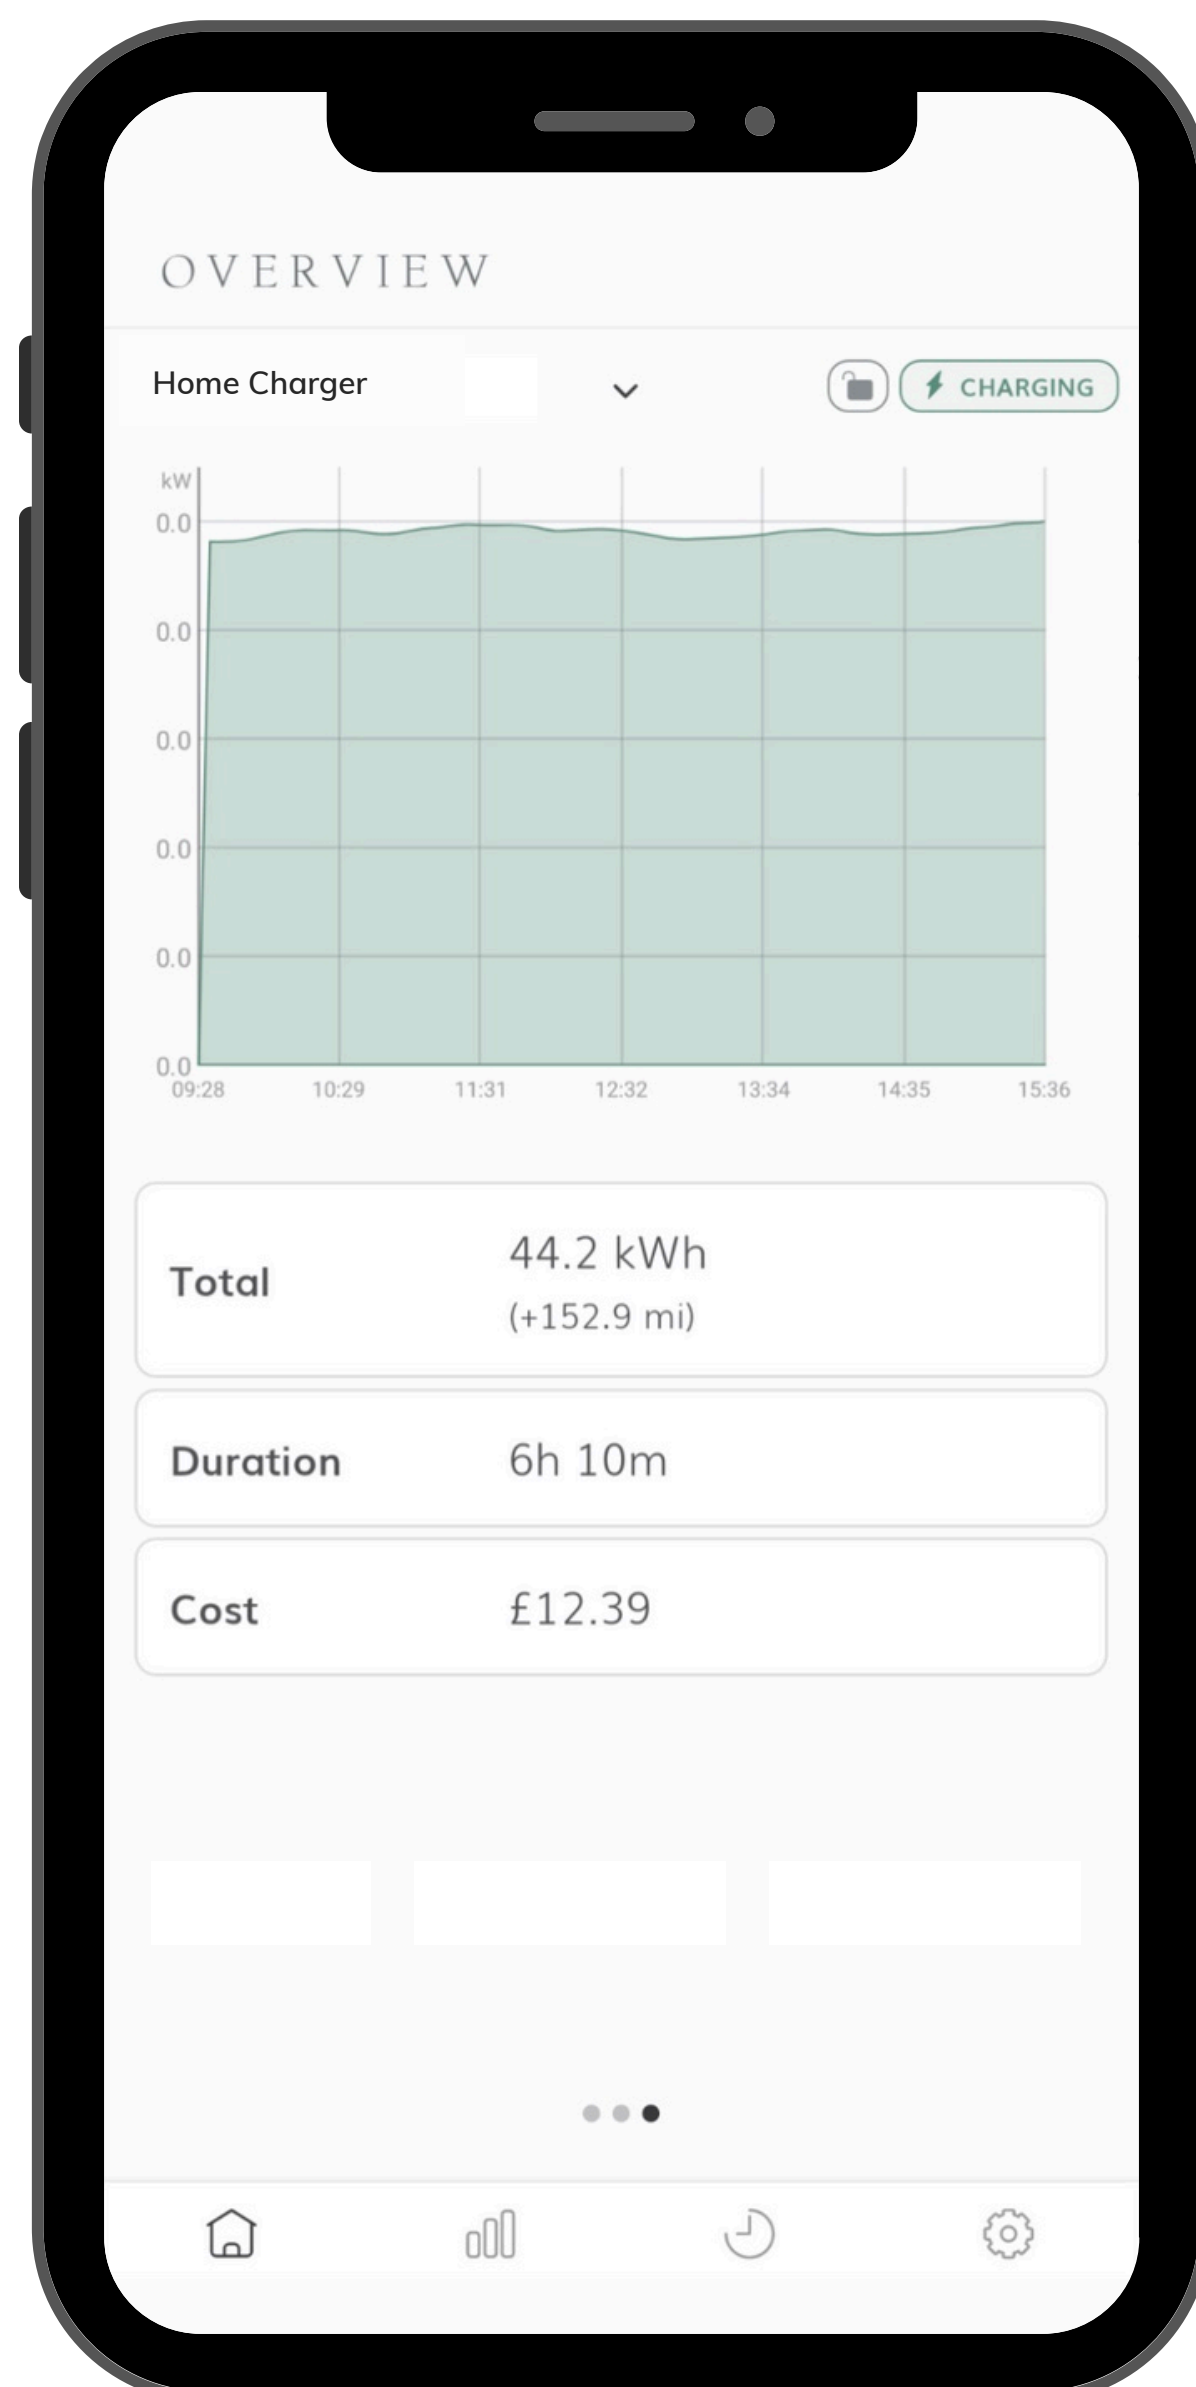 OVERVIEW
Home Charger
CHARGING
kW
0.0
0.0
0.0
0.0
0.0
0.0
09:28 10:29 11:31 12:32 13:34 14:35 15:36
Total
44.2 kWh
(+152.9 mi)
Duration
6h 10m
Cost
£12.39